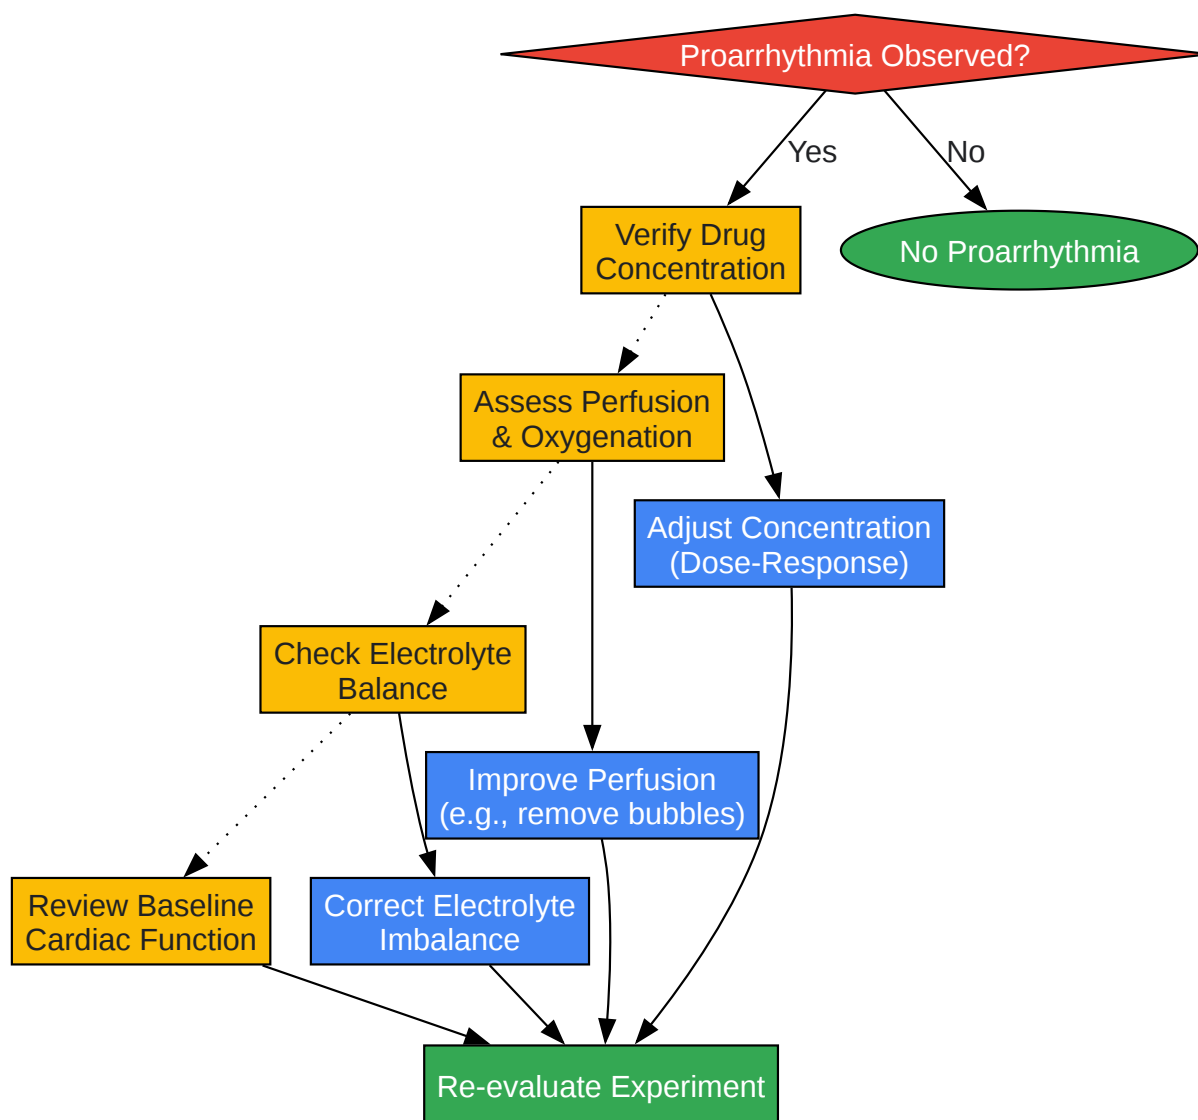 Proarrhythmia Observed?
Yes
No
Verify Drug
Concentration
No Proarrhythmia
Assess Perfusion
& Oxygenation
Adjust Concentration
(Dose-Response)
Check Electrolyte
Balance
Improve Perfusion
(e.g., remove bubbles)
Review Baseline
Cardiac Function
Correct Electrolyte
Imbalance
Re-evaluate Experiment